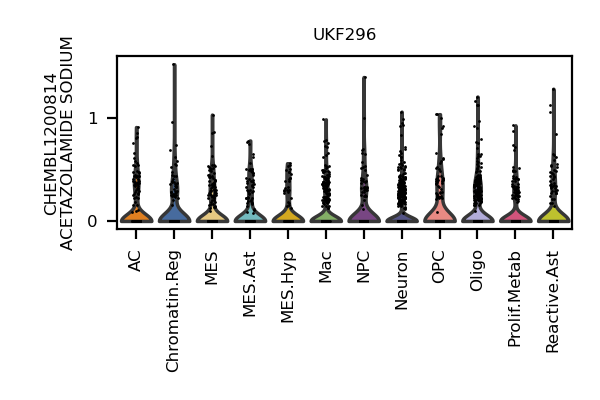 UKF296
CHEMBL1200814
ACETAZOLAMIDE SODIUM
1
0
AC
Chromatin.Reg
MES
MES.Ast
MES.Hyp
Mac
NPC
Neuron
OPC
Oligo
Prolif.Metab
Reactive.Ast